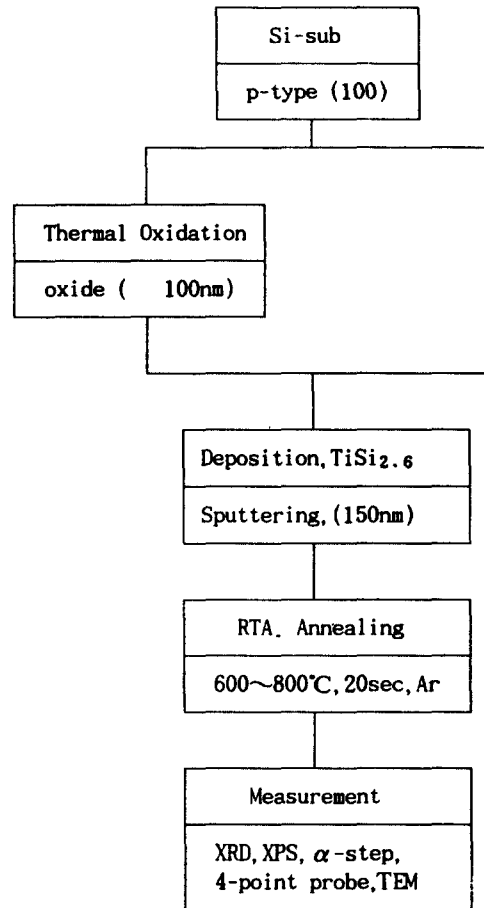 Si-sub
p-type (100)
Thermal Oxidation
oxide ( 100nm)
Deposition, TiSi₂.₆
Sputtering, (150nm)
RTA. Annealing
600～800℃, 20sec, Ar
Measurement
XRD, XPS, α-step,
4-point probe, TEM